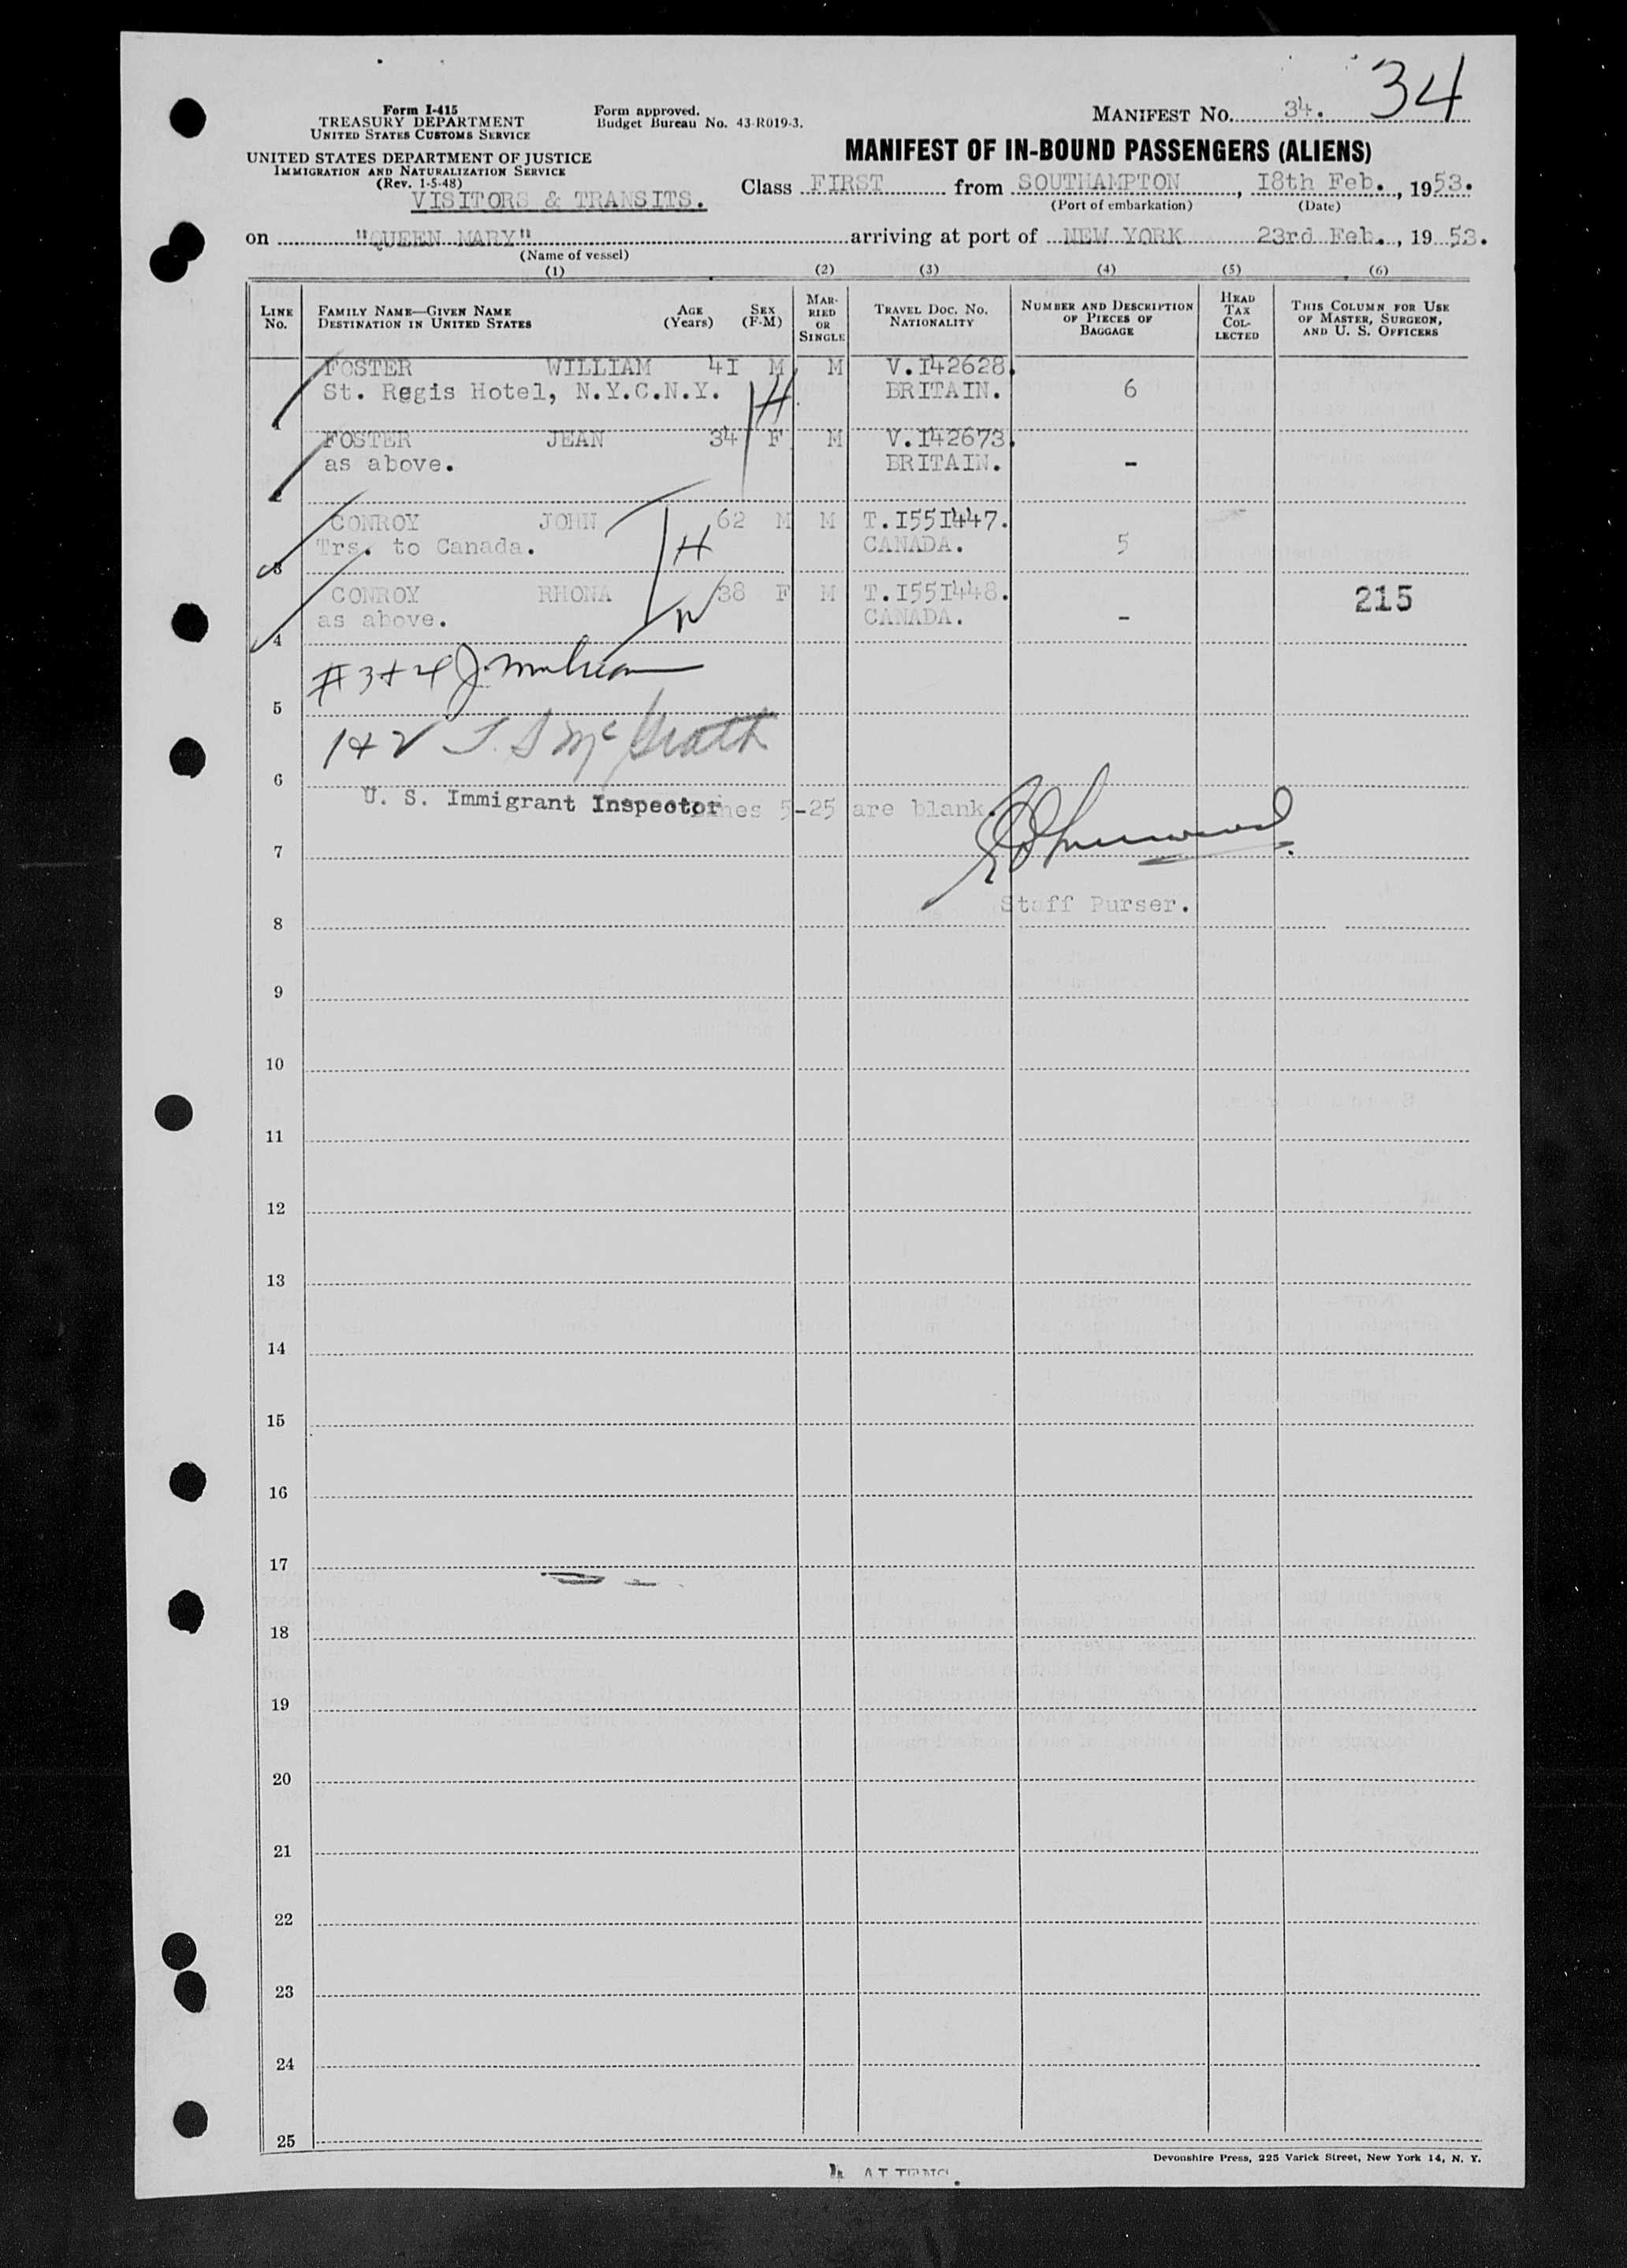 34
Form I-415
TREASURY DEPARTMENT
UNITED STATES CUSTOMS SERVICE
Form approved.
Budget Bureau No. 43-R019-3.
MANIFEST NO. 34.
UNITED STATES DEPARTMENT OF JUSTICE
IMMIGRATION AND NATURALIZATION SERVICE
(Rev. 1-5-48)
MANIFEST OF IN-BOUND PASSENGERS (ALIENS)
VISITORS & TRANSITS.
Class FIRST from SOUTHAMPTON, 18th Feb., 1953.
(Port of embarkation) (Date)
on "QUEEN MARY" arriving at port of NEW YORK 23rd Feb., 1953.
(Name of vessel)
(1) (2) (3) (4) (5) (6)
LINE No. FAMILY NAME—GIVEN NAME DESTINATION IN UNITED STATES AGE (Years) SEX (F-M) MARRIED OR SINGLE TRAVEL DOC. NO. NATIONALITY NUMBER AND DESCRIPTION OF PIECES OF BAGGAGE HEAD TAX COLLECTED THIS COLUMN FOR USE OF MASTER, SURGEON, AND U. S. OFFICERS
FOSTER WILLIAM 41 M M V.142628.
1 St. Regis Hotel, N.Y.C.N.Y. H BRITAIN. 6
FOSTER JEAN 34 F M V.142673.
2 as above. BRITAIN. -
CONROY JOHN 62 M M T.1551447.
3 Trs. to Canada. H CANADA. 5
CONROY RHONA 38 F M T.1551448. 215
4 as above. CANADA. -
# 3+4 J.
5
1+2 McGrath
6
U. S. Immigrant Inspector
Lines 5-25 are blank.
7
Staff Purser.
8
9
10
11
12
13
14
15
16
17
18
19
20
21
22
23
24
25
Devonshire Press, 225 Varick Street, New York 14, N. Y.
4 ALIENS.